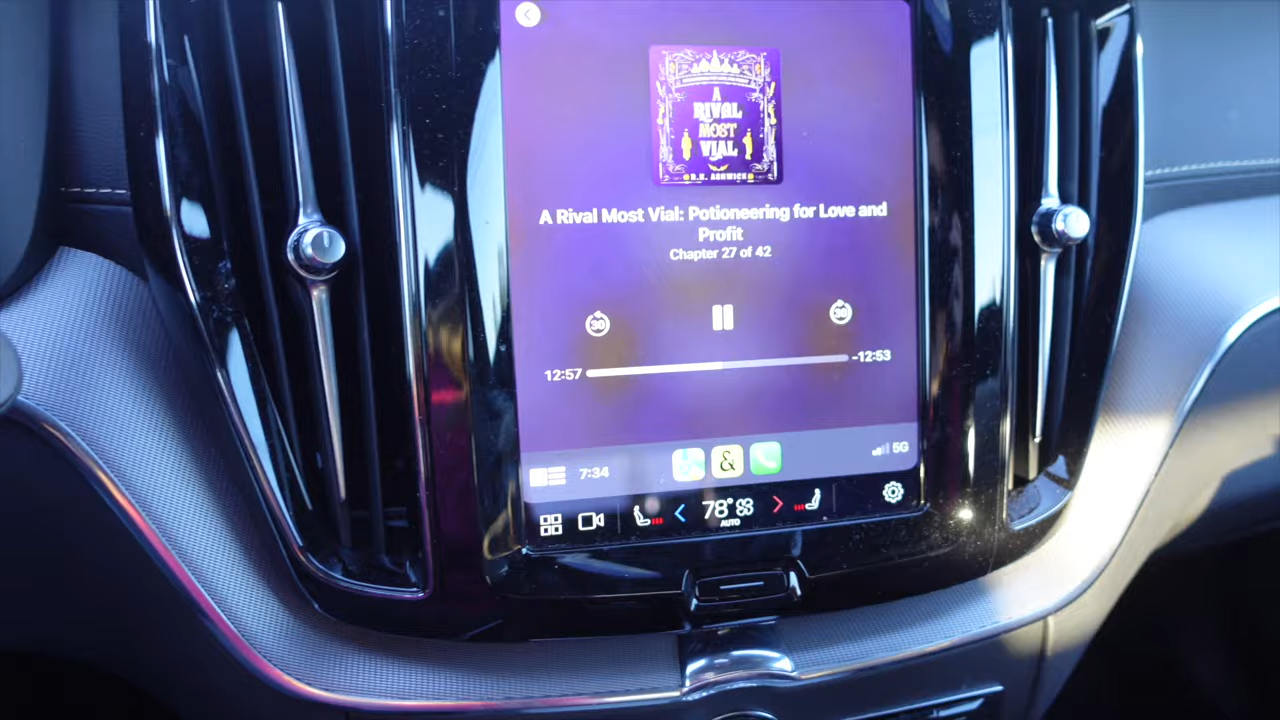 A
RIVAL
MOST
VIAL
R.K. ASHWICK
A Rival Most Vial: Potioneering for Love and
Profit
Chapter 27 of 42
30
30
12:57
-12:53
7:34
&
5G
78°
AUTO